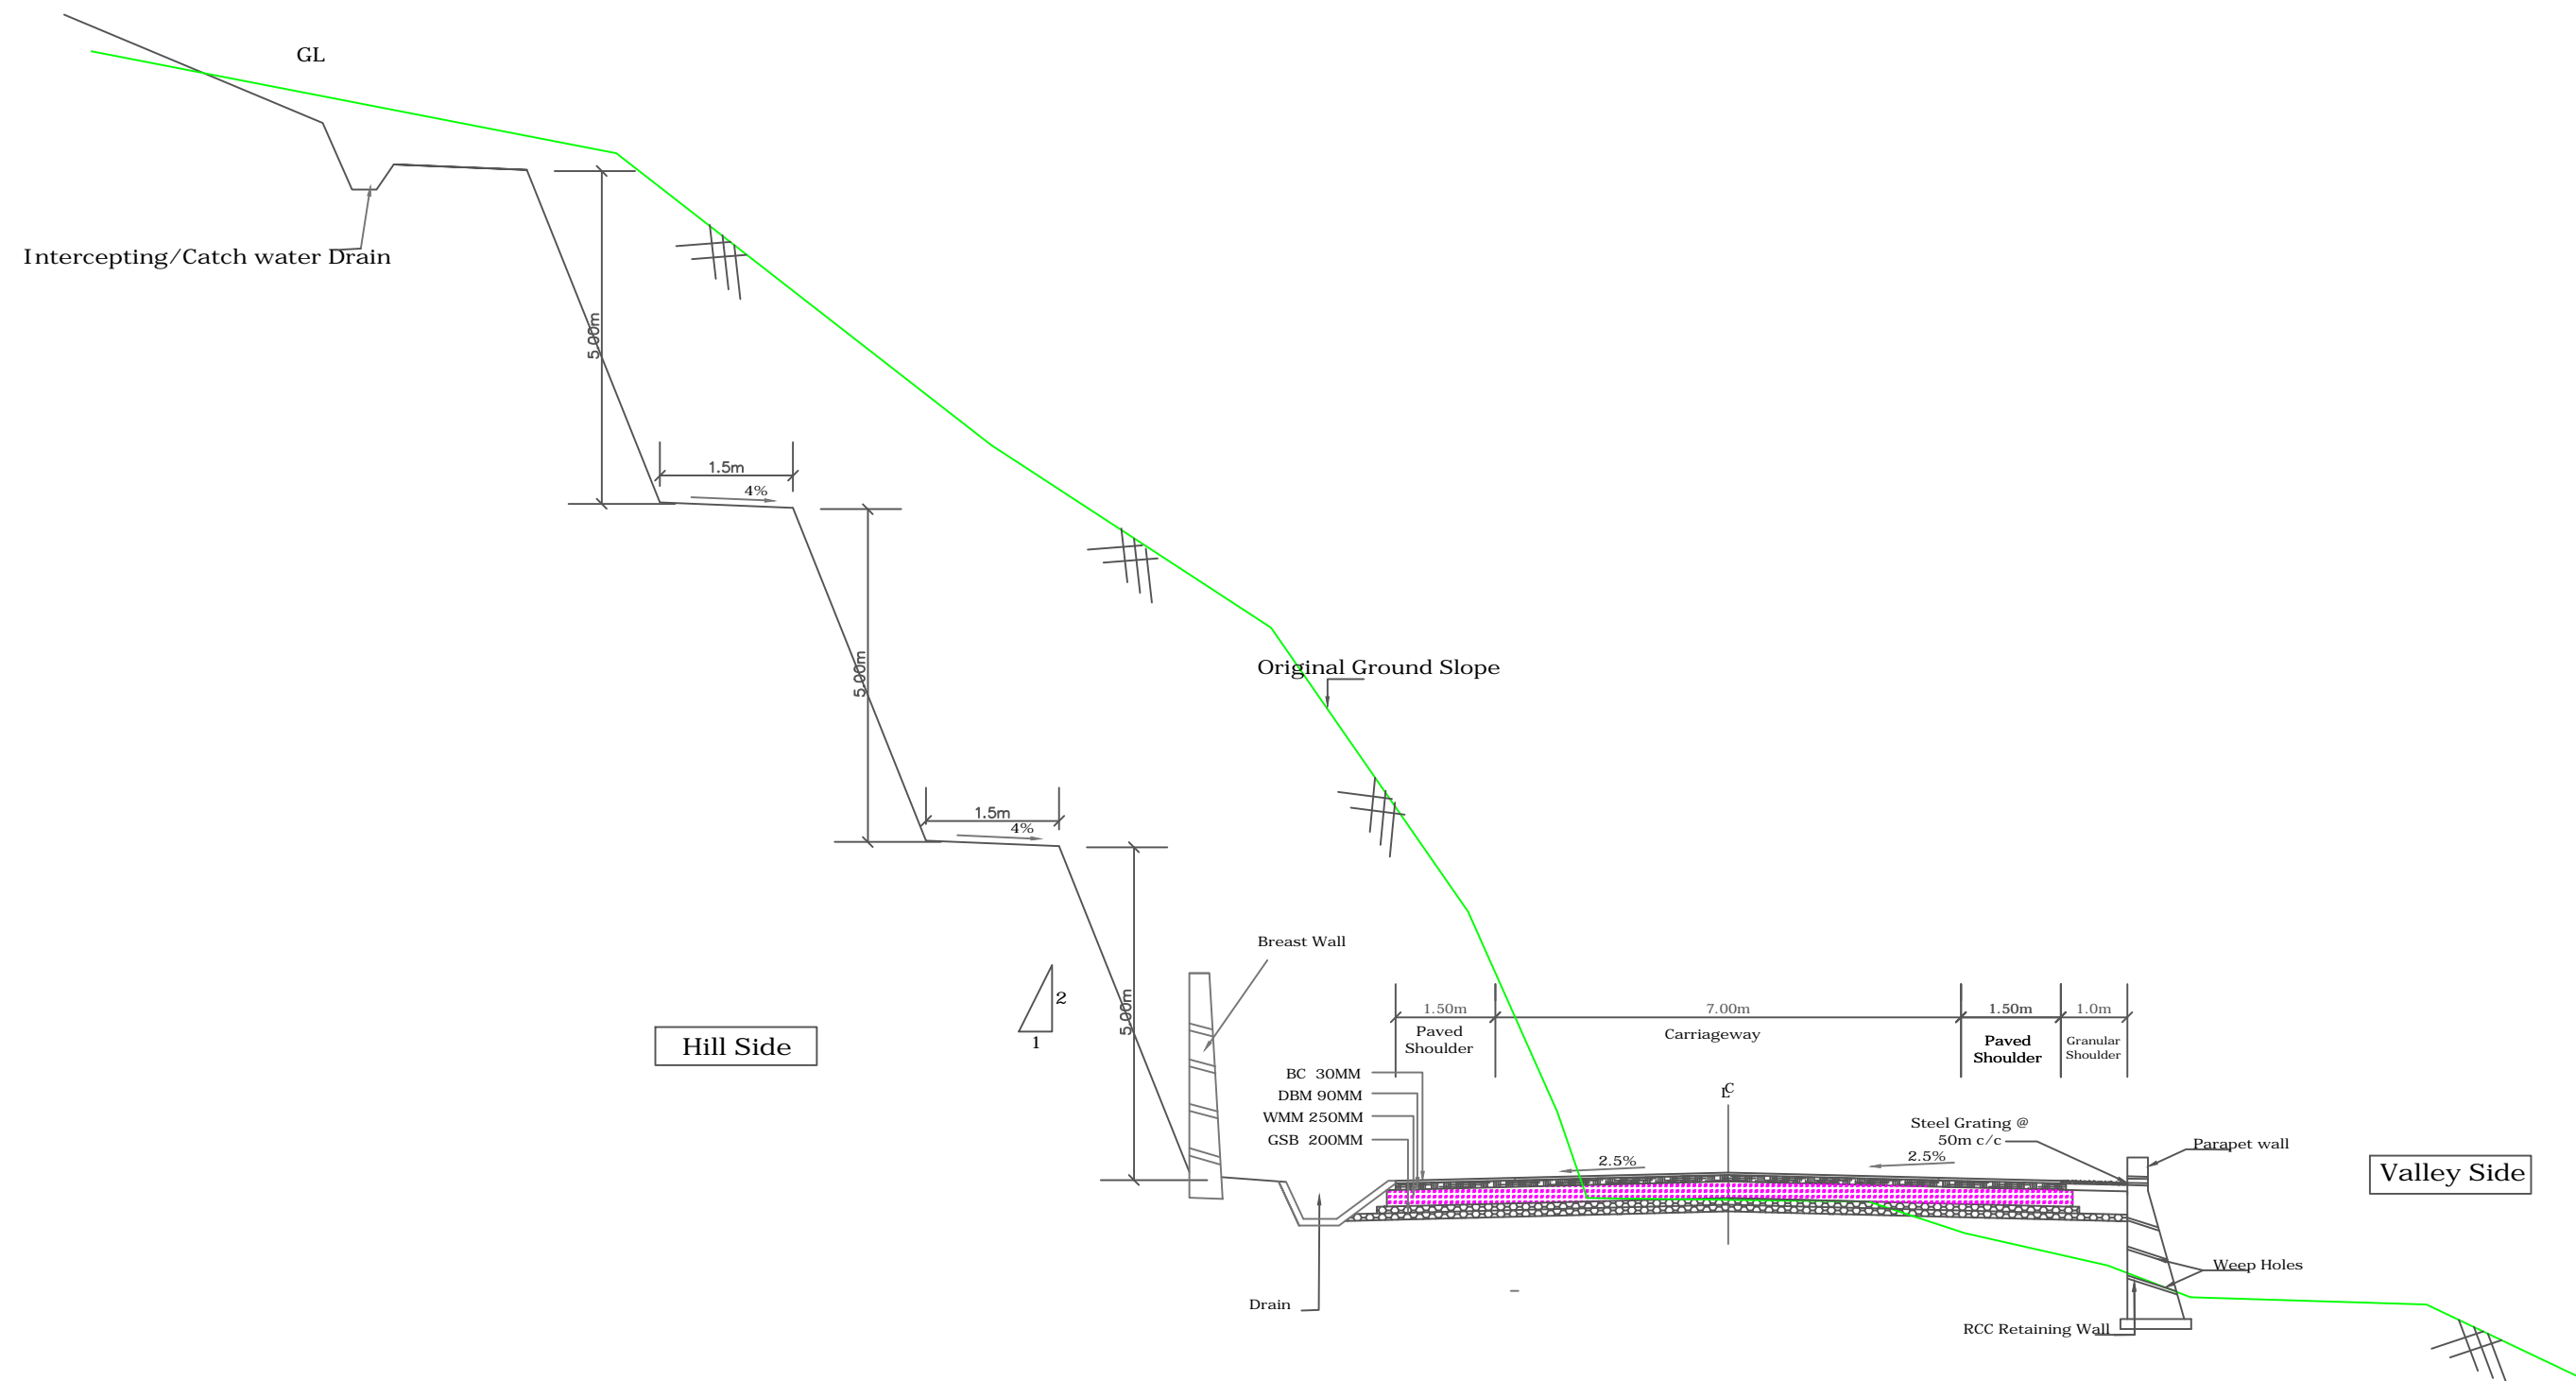 GL
Intercepting/Catch water Drain
5.00m
1.5m
4%
5.00m
Original Ground Slope
1.5m
4%
5.00m
Breast Wall
2
1
Hill Side
1.50m
Paved
Shoulder
7.00m
Carriageway
1.50m
Paved
Shoulder
1.0m
Granular
Shoulder
BC 30MM
DBM 90MM
WMM 250MM
GSB 200MM
C
L
2.5%
2.5%
Steel Grating @
50m c/c
Parapet wall
Valley Side
Weep Holes
Drain
RCC Retaining Wall